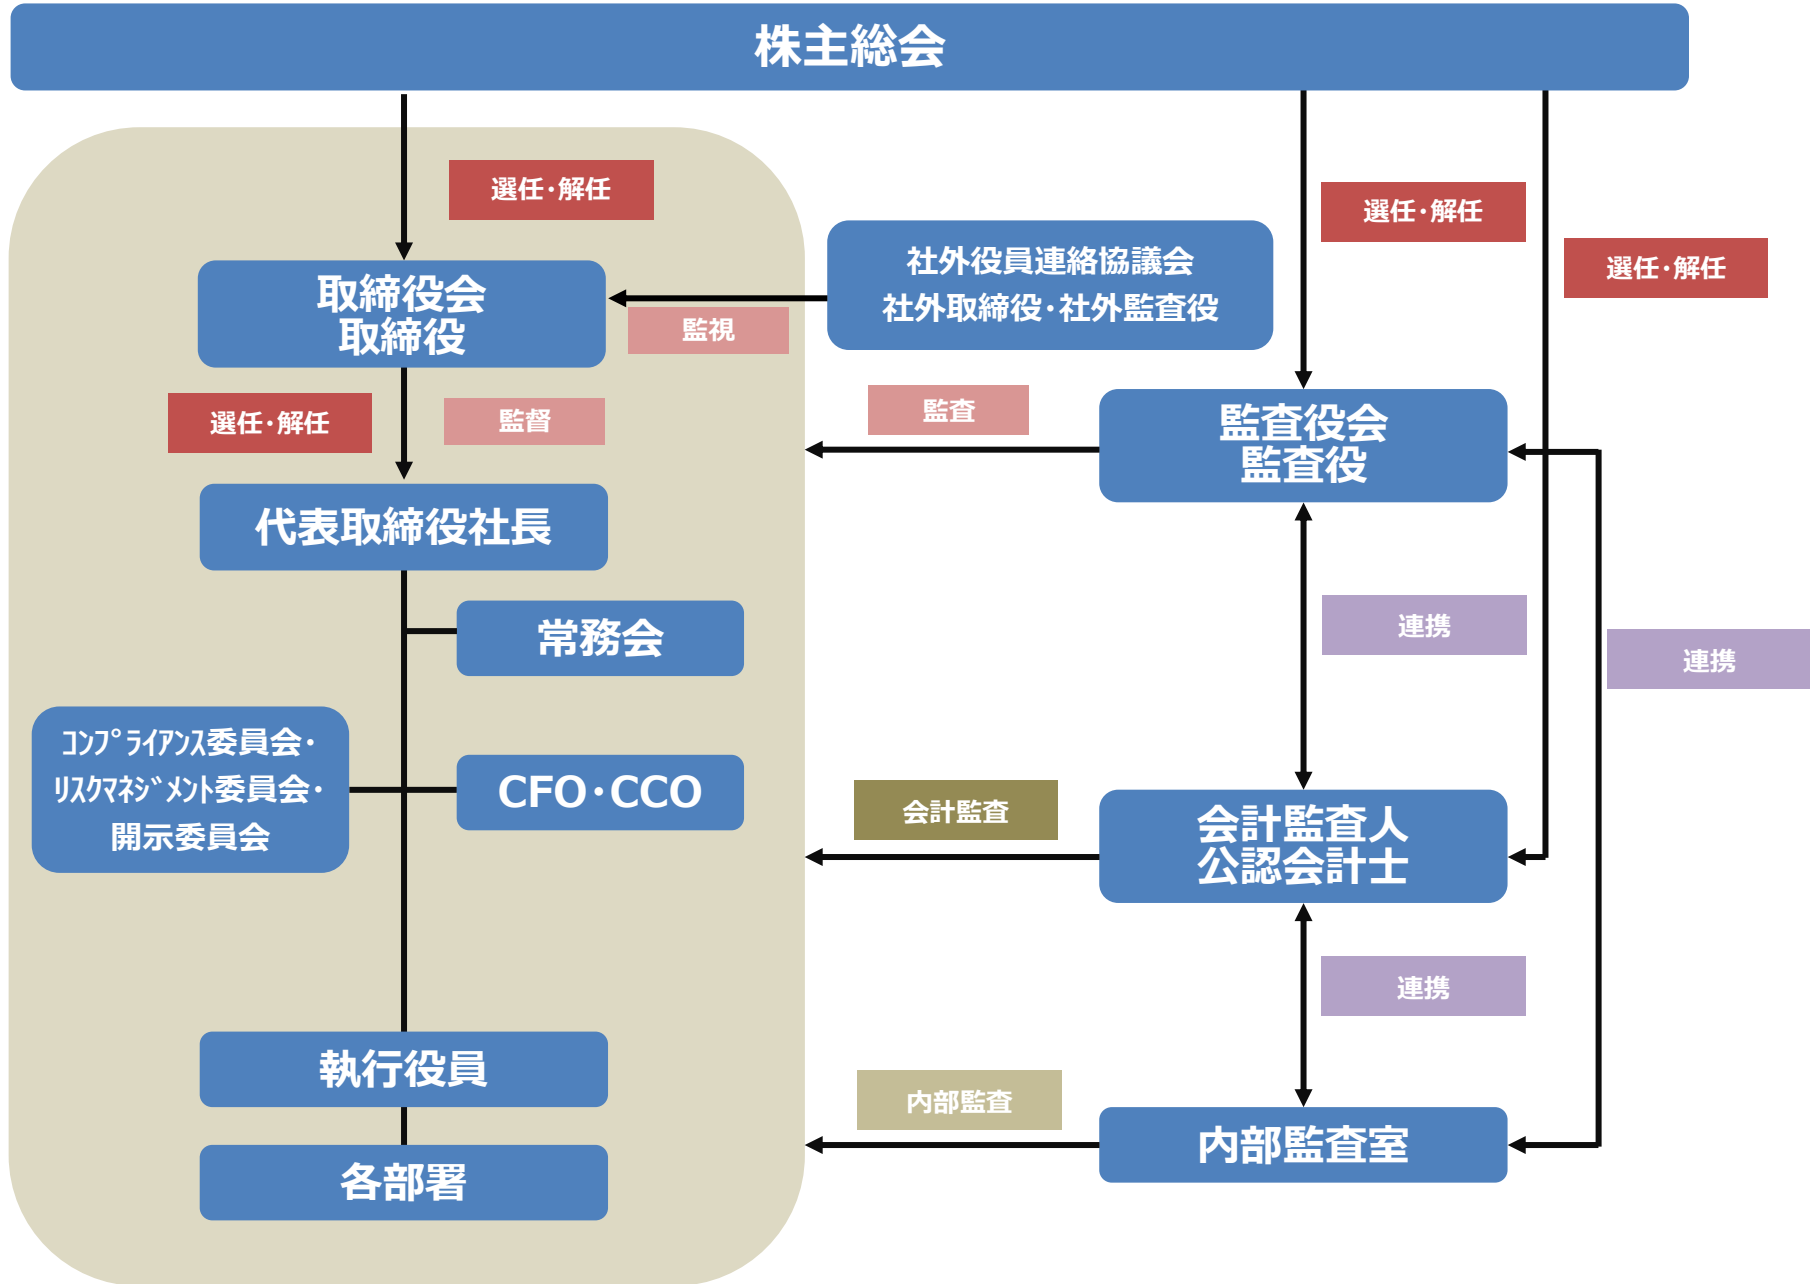 株主総会
選任･解任
選任･解任
選任･解任
社外役員連絡協議会
社外取締役･社外監査役
取締役会
取締役
監視
選任･解任
監督
監査
監査役会
監査役
代表取締役社長
常務会
連携
連携
ｺﾝﾌﾟﾗｲｱﾝｽ委員会･
ﾘｽｸﾏﾈｼﾞﾒﾝﾄ委員会･
開示委員会
CFO･CCO
会計監査
会計監査人
公認会計士
連携
執行役員
内部監査
内部監査室
各部署